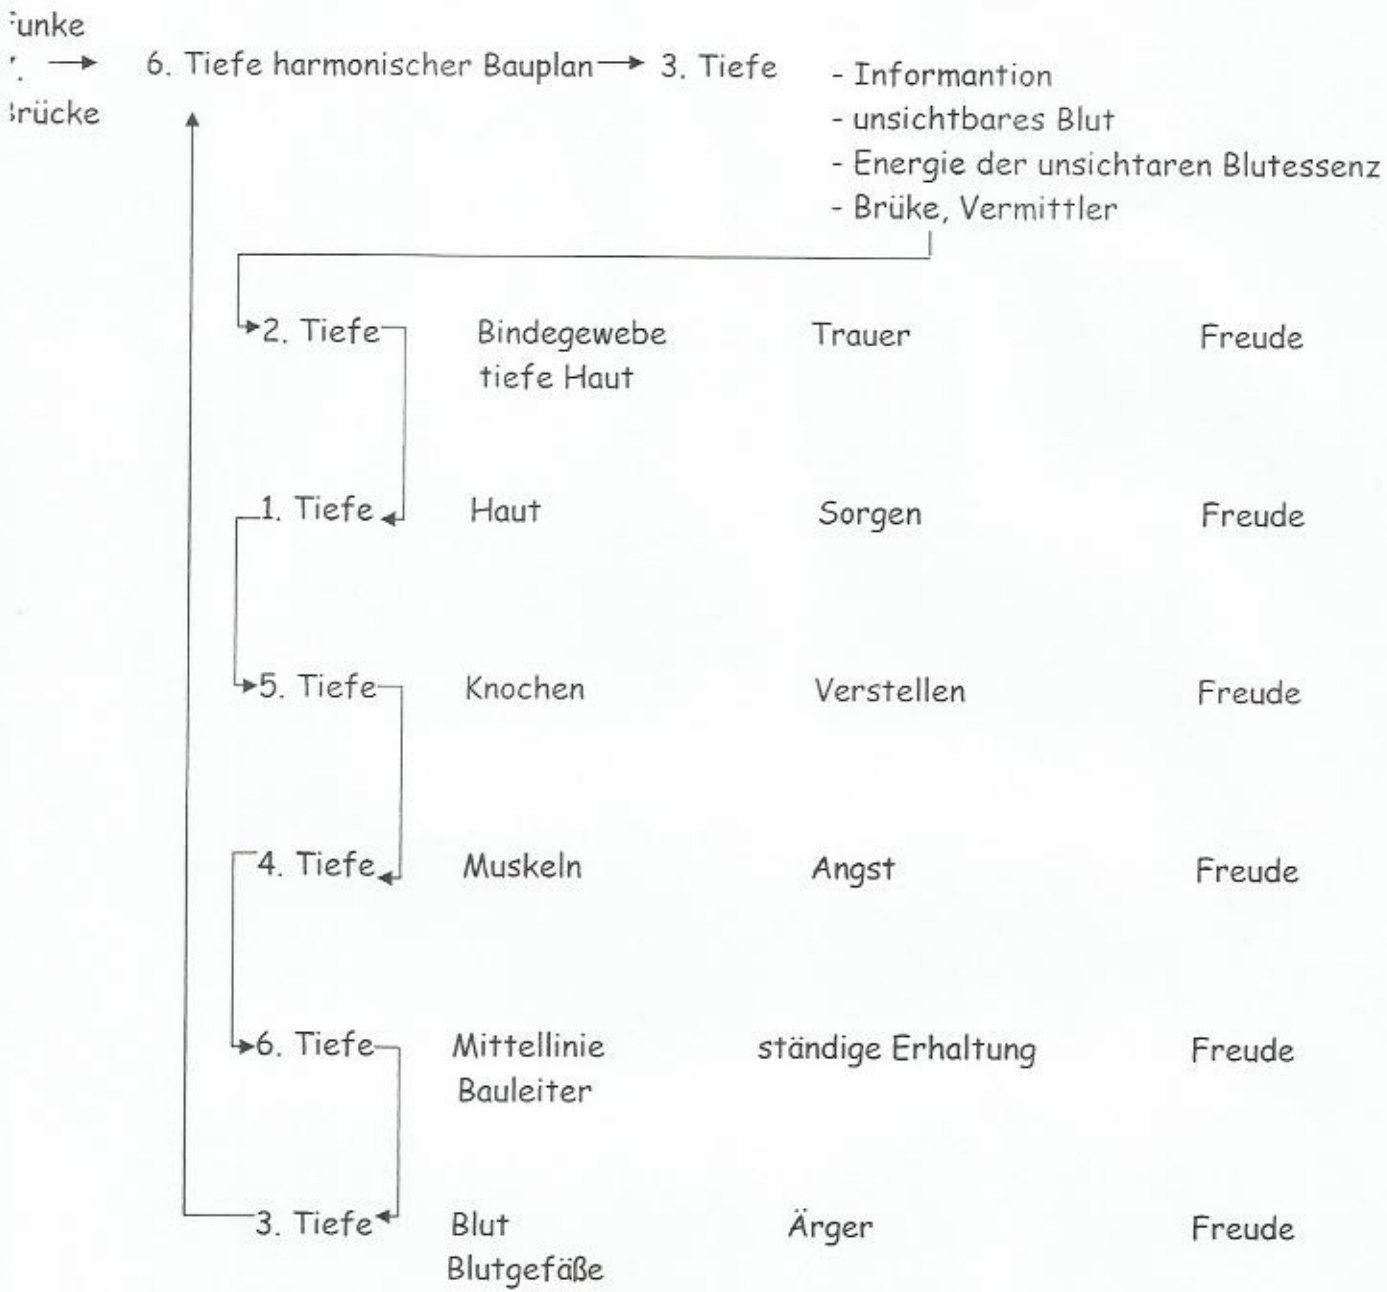 unke
6. Tiefe harmonischer Bauplan → 3. Tiefe
rücke
- Informantion
- unsichtbares Blut
- Energie der unsichtaren Blutessenz
- Brüke, Vermittler
2. Tiefe Bindegewebe Trauer Freude
tiefe Haut
1. Tiefe Haut Sorgen Freude
5. Tiefe Knochen Verstellen Freude
4. Tiefe Muskeln Angst Freude
6. Tiefe Mittellinie ständige Erhaltung Freude
Bauleiter
3. Tiefe Blut Ärger Freude
Blutgefäße